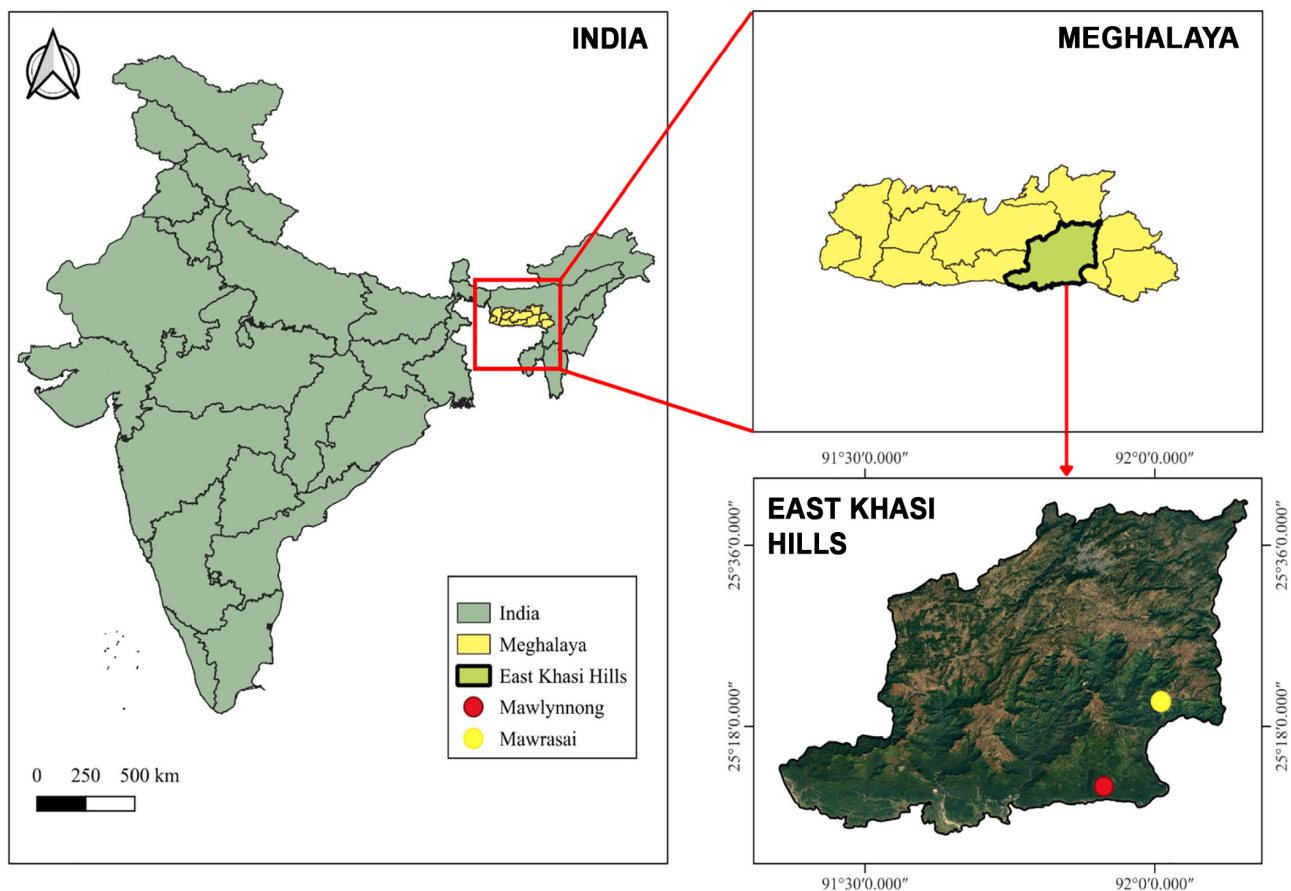 INDIA
India
Meghalaya
East Khasi Hills
Mawlynnong
Mawrasai
0 250 500 km
MEGHALAYA
91°30′0.000″ 92°0′0.000″
EAST KHASI
HILLS
25°36′0.000″ 25°36′0.000″
25°18′0.000″ 25°18′0.000″
91°30′0.000″ 92°0′0.000″